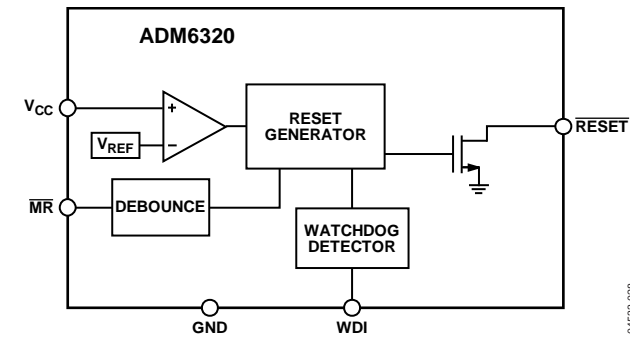 ADM6320
VCC
VREF
+
–
RESET
GENERATOR
RESET
MR
DEBOUNCE
WATCHDOG
DETECTOR
GND
WDI